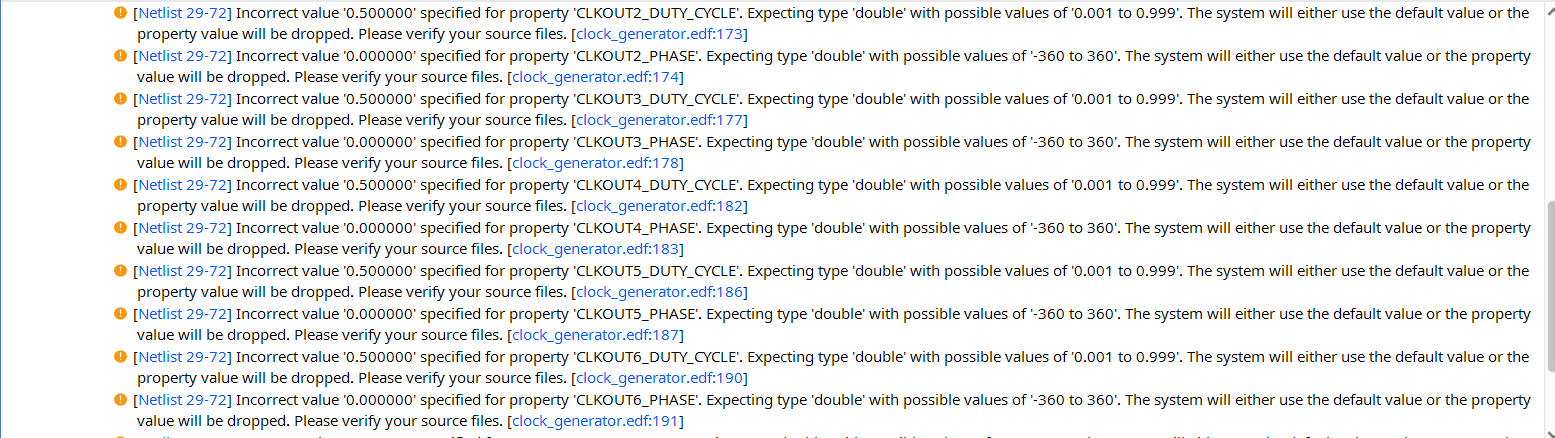 [Netlist 29-72] Incorrect value '0.500000' specified for property 'CLKOUT2_DUTY_CYCLE'. Expecting type 'double' with possible values of '0.001 to 0.999'. The system will either use the default value or the
property value will be dropped. Please verify your source files. [clock_generator.edf:173]
[Netlist 29-72] Incorrect value '0.000000' specified for property 'CLKOUT2_PHASE'. Expecting type 'double' with possible values of '-360 to 360'. The system will either use the default value or the property
value will be dropped. Please verify your source files. [clock_generator.edf:174]
[Netlist 29-72] Incorrect value '0.500000' specified for property 'CLKOUT3_DUTY_CYCLE'. Expecting type 'double' with possible values of '0.001 to 0.999'. The system will either use the default value or the
property value will be dropped. Please verify your source files. [clock_generator.edf:177]
[Netlist 29-72] Incorrect value '0.000000' specified for property 'CLKOUT3_PHASE'. Expecting type 'double' with possible values of '-360 to 360'. The system will either use the default value or the property
value will be dropped. Please verify your source files. [clock_generator.edf:178]
[Netlist 29-72] Incorrect value '0.500000' specified for property 'CLKOUT4_DUTY_CYCLE'. Expecting type 'double' with possible values of '0.001 to 0.999'. The system will either use the default value or the
property value will be dropped. Please verify your source files. [clock_generator.edf:182]
[Netlist 29-72] Incorrect value '0.000000' specified for property 'CLKOUT4_PHASE'. Expecting type 'double' with possible values of '-360 to 360'. The system will either use the default value or the property
value will be dropped. Please verify your source files. [clock_generator.edf:183]
[Netlist 29-72] Incorrect value '0.500000' specified for property 'CLKOUT5_DUTY_CYCLE'. Expecting type 'double' with possible values of '0.001 to 0.999'. The system will either use the default value or the
property value will be dropped. Please verify your source files. [clock_generator.edf:186]
[Netlist 29-72] Incorrect value '0.000000' specified for property 'CLKOUT5_PHASE'. Expecting type 'double' with possible values of '-360 to 360'. The system will either use the default value or the property
value will be dropped. Please verify your source files. [clock_generator.edf:187]
[Netlist 29-72] Incorrect value '0.500000' specified for property 'CLKOUT6_DUTY_CYCLE'. Expecting type 'double' with possible values of '0.001 to 0.999'. The system will either use the default value or the
property value will be dropped. Please verify your source files. [clock_generator.edf:190]
[Netlist 29-72] Incorrect value '0.000000' specified for property 'CLKOUT6_PHASE'. Expecting type 'double' with possible values of '-360 to 360'. The system will either use the default value or the property
value will be dropped. Please verify your source files. [clock_generator.edf:191]